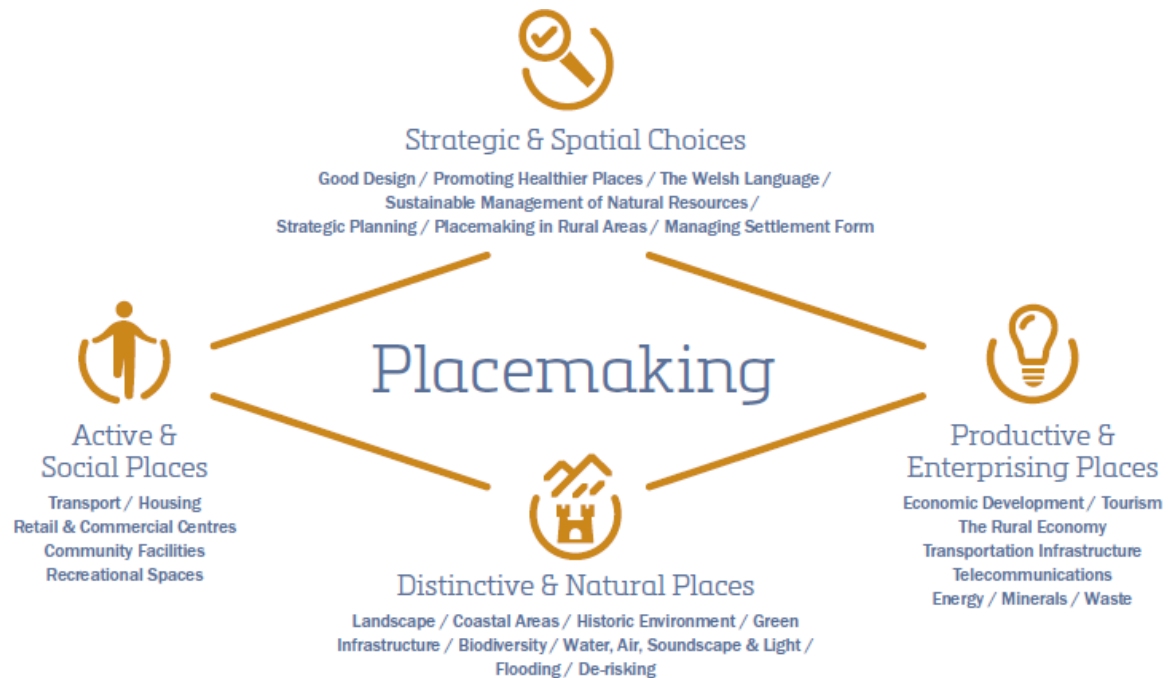 Strategic & Spatial Choices
Good Design / Promoting Healthier Places / The Welsh Language /
Sustainable Management of Natural Resources /
Strategic Planning / Placemaking in Rural Areas / Managing Settlement Form
Placemaking
Active &
Social Places
Transport / Housing
Retail & Commercial Centres
Community Facilities
Recreational Spaces
Productive &
Enterprising Places
Economic Development / Tourism
The Rural Economy
Transportation Infrastructure
Telecommunications
Energy / Minerals / Waste
Distinctive & Natural Places
Landscape / Coastal Areas / Historic Environment / Green
Infrastructure / Biodiversity / Water, Air, Soundscape & Light /
Flooding / De-risking